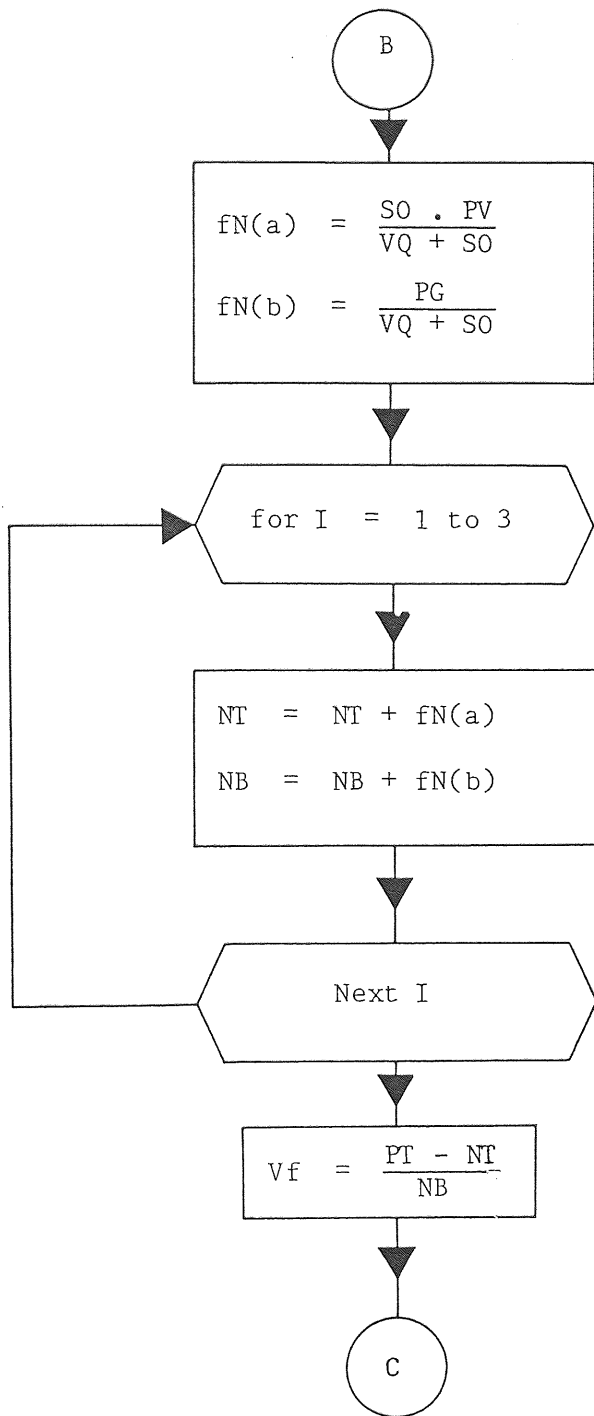 B
fN(a) = SO . PV
VQ + SO
fN(b) = PG
VQ + SO
for I = 1 to 3
NT = NT + fN(a)
NB = NB + fN(b)
Next I
Vf = PT - NT
NB
C